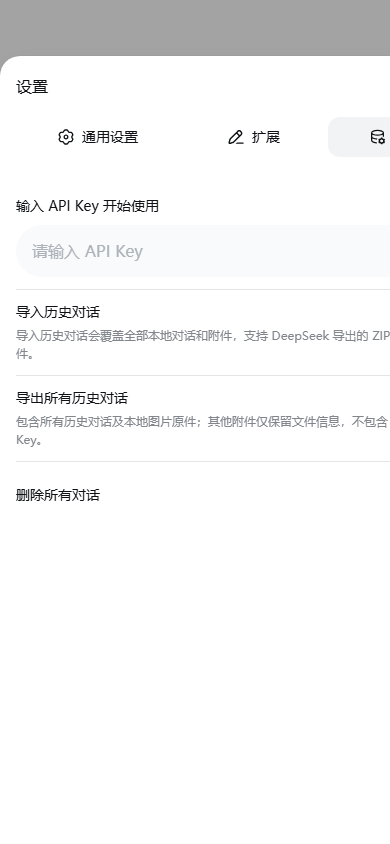 设置
通用设置
扩展
输入 API Key 开始使用
请输入 API Key
导入历史对话
导入历史对话会覆盖全部本地对话和附件，支持 DeepSeek 导出的 ZIP
件。
导出所有历史对话
包含所有历史对话及本地图片原件；其他附件仅保留文件信息，不包含
Key。
删除所有对话